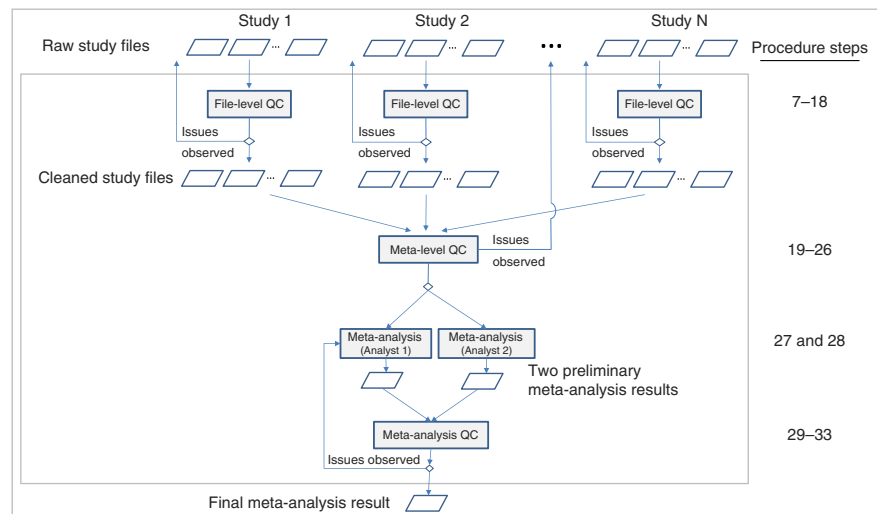 Study 1
Study 2
Study N
Raw study files
...
...
...
...
Procedure steps
File-level QC
File-level QC
File-level QC
7–18
Issues
observed
Issues
observed
Issues
observed
Cleaned study files
...
...
...
Meta-level QC
Issues
observed
19–26
Meta-analysis
(Analyst 1)
Meta-analysis
(Analyst 2)
27 and 28
Two preliminary
meta-analysis results
Meta-analysis QC
29–33
Issues observed
Final meta-analysis result